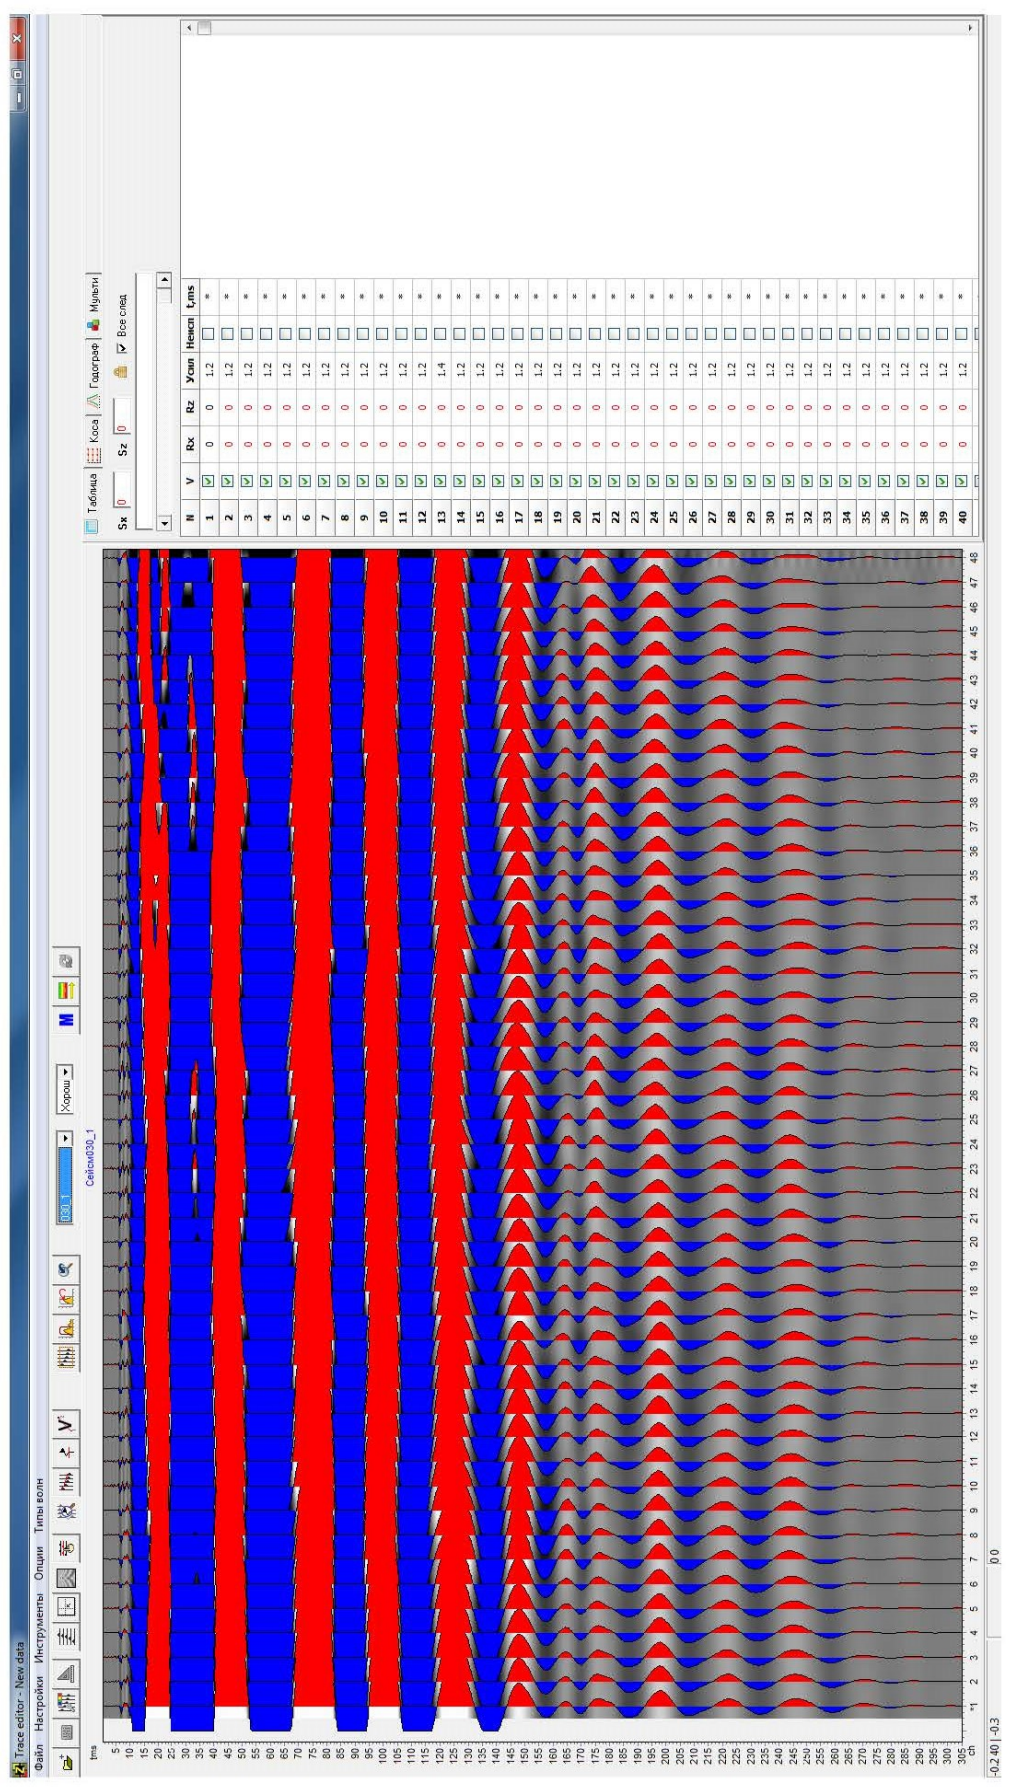 Trace editor - New data
Файл Настройки Инструменты Опции Типы волн
030_1 Хорош
M
V
Сейсм030_1
tms
5
10
15
20
25
30
35
40
45
50
55
60
65
70
75
80
85
90
95
100
105
110
115
120
125
130
135
140
145
150
155
160
165
170
175
180
185
190
195
200
205
210
215
220
225
230
235
240
245
250
255
260
265
270
275
280
285
290
295
300
305
ch *1 2 3 4 5 6 7 8 9 10 11 12 13 14 15 16 17 18 19 20 21 22 23 24 25 26 27 28 29 30 31 32 33 34 35 36 37 38 39 40 41 42 43 44 45 46 47 48
Таблица Коса Годограф Мульти
Sx 0 Sz 0 Все след
N V Rx Rz Усил Неисп t,ms
1 0 0 1.2 *
2 0 0 1.2 *
3 0 0 1.2 *
4 0 0 1.2 *
5 0 0 1.2 *
6 0 0 1.2 *
7 0 0 1.2 *
8 0 0 1.2 *
9 0 0 1.2 *
10 0 0 1.2 *
11 0 0 1.2 *
12 0 0 1.2 *
13 0 0 1.4 *
14 0 0 1.2 *
15 0 0 1.2 *
16 0 0 1.2 *
17 0 0 1.2 *
18 0 0 1.2 *
19 0 0 1.2 *
20 0 0 1.2 *
21 0 0 1.2 *
22 0 0 1.2 *
23 0 0 1.2 *
24 0 0 1.2 *
25 0 0 1.2 *
26 0 0 1.2 *
27 0 0 1.2 *
28 0 0 1.2 *
29 0 0 1.2 *
30 0 0 1.2 *
31 0 0 1.2 *
32 0 0 1.2 *
33 0 0 1.2 *
34 0 0 1.2 *
35 0 0 1.2 *
36 0 0 1.2 *
37 0 0 1.2 *
38 0 0 1.2 *
39 0 0 1.2 *
40 0 0 1.2 *
-0.2 40 | -0.3 0 0